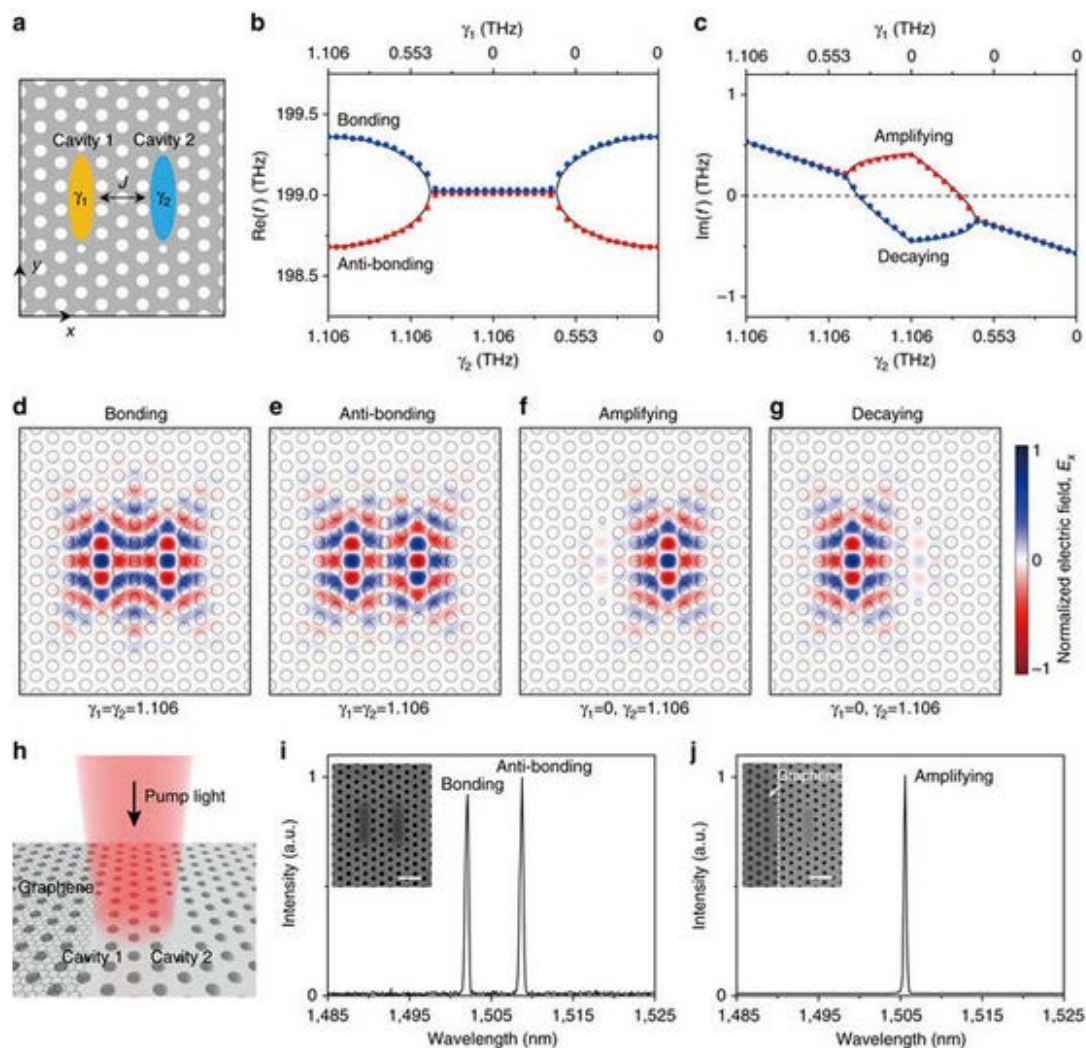 a
Cavity 1 Cavity 2
γ1 J γ2
y
x
b
γ1 (THz)
1.106 0.553 0 0 0
199.5
199.0
198.5
Re(f) (THz)
Bonding
Anti-bonding
1.106 1.106 1.106 0.553 0
γ2 (THz)
c
γ1 (THz)
1.106 0.553 0 0 0
1
0
−1
Im(f) (THz)
Amplifying
Decaying
1.106 1.106 1.106 0.553 0
γ2 (THz)
d
Bonding
γ1=γ2=1.106
e
Anti-bonding
γ1=γ2=1.106
f
Amplifying
γ1=0, γ2=1.106
g
Decaying
γ1=0, γ2=1.106
1
0
−1
Normalized electric field, Ex
h
Pump light
Graphene
Cavity 1 Cavity 2
i
Anti-bonding
Bonding
1
0
Intensity (a.u.)
1,485 1,495 1,505 1,515 1,525
Wavelength (nm)
j
Graphene
Amplifying
1
0
Intensity (a.u.)
1,485 1,495 1,505 1,515 1,525
Wavelength (nm)